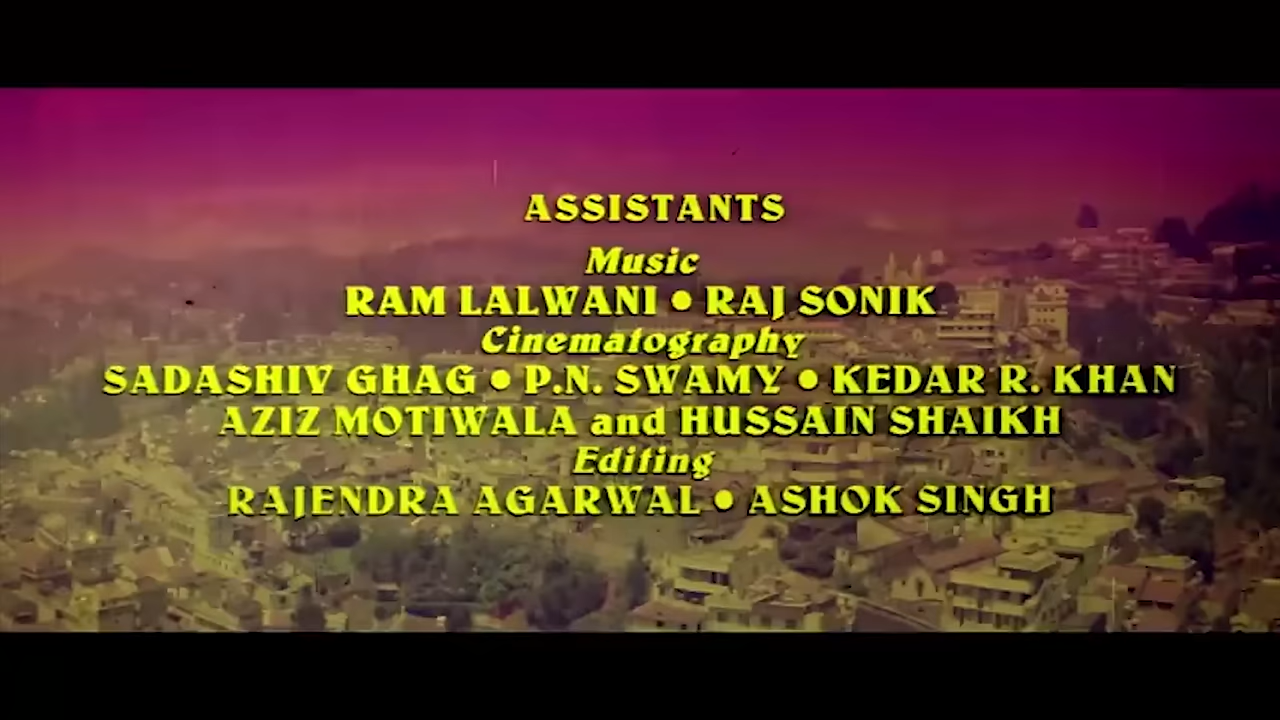 ASSISTANTS
Music
RAM LALWANI • RAJ SONIK
Cinematography
SADASHIV GHAG • P.N. SWAMY • KEDAR R. KHAN
AZIZ MOTIWALA and HUSSAIN SHAIKH
Editing
RAJENDRA AGARWAL • ASHOK SINGH